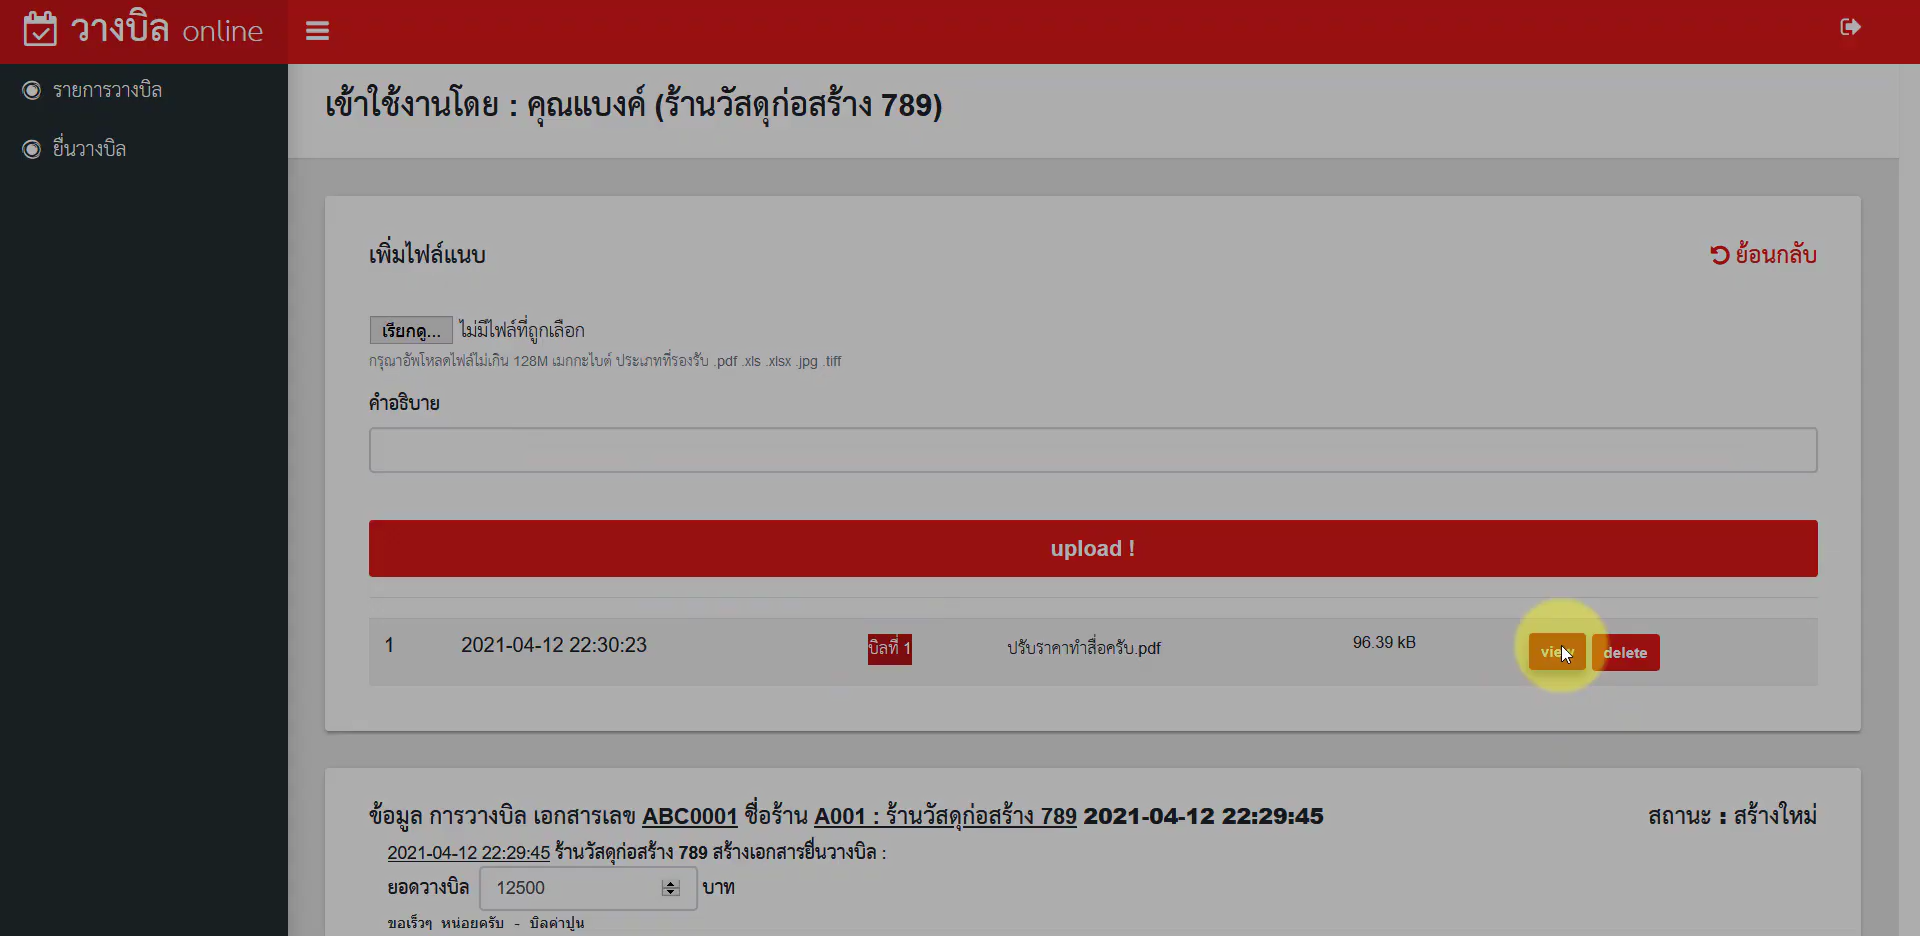 วางบิล online
รายการวางบิล
ยื่นวางบิล
เข้าใช้งานโดย : คุณแบงค์ (ร้านวัสดุก่อสร้าง 789)
เพิ่มไฟล์แนบ
ย้อนกลับ
เรียกดู... ไม่มีไฟล์ที่ถูกเลือก
กรุณาอัพโหลดไฟล์ไม่เกิน 128M เมกกะไบต์ ประเภทที่รองรับ .pdf .xls .xlsx .jpg .tiff
คำอธิบาย
upload !
1 2021-04-12 22:30:23 บิลที่ 1 ปรับราคาทำสื่อครับ.pdf 96.39 kB view delete
ข้อมูล การวางบิล เอกสารเลข ABC0001 ชื่อร้าน A001 : ร้านวัสดุก่อสร้าง 789 2021-04-12 22:29:45 สถานะ : สร้างใหม่
2021-04-12 22:29:45 ร้านวัสดุก่อสร้าง 789 สร้างเอกสารยื่นวางบิล :
ยอดวางบิล 12500 บาท
ขอเร็วๆ หน่อยครับ - บิลค่าปูน